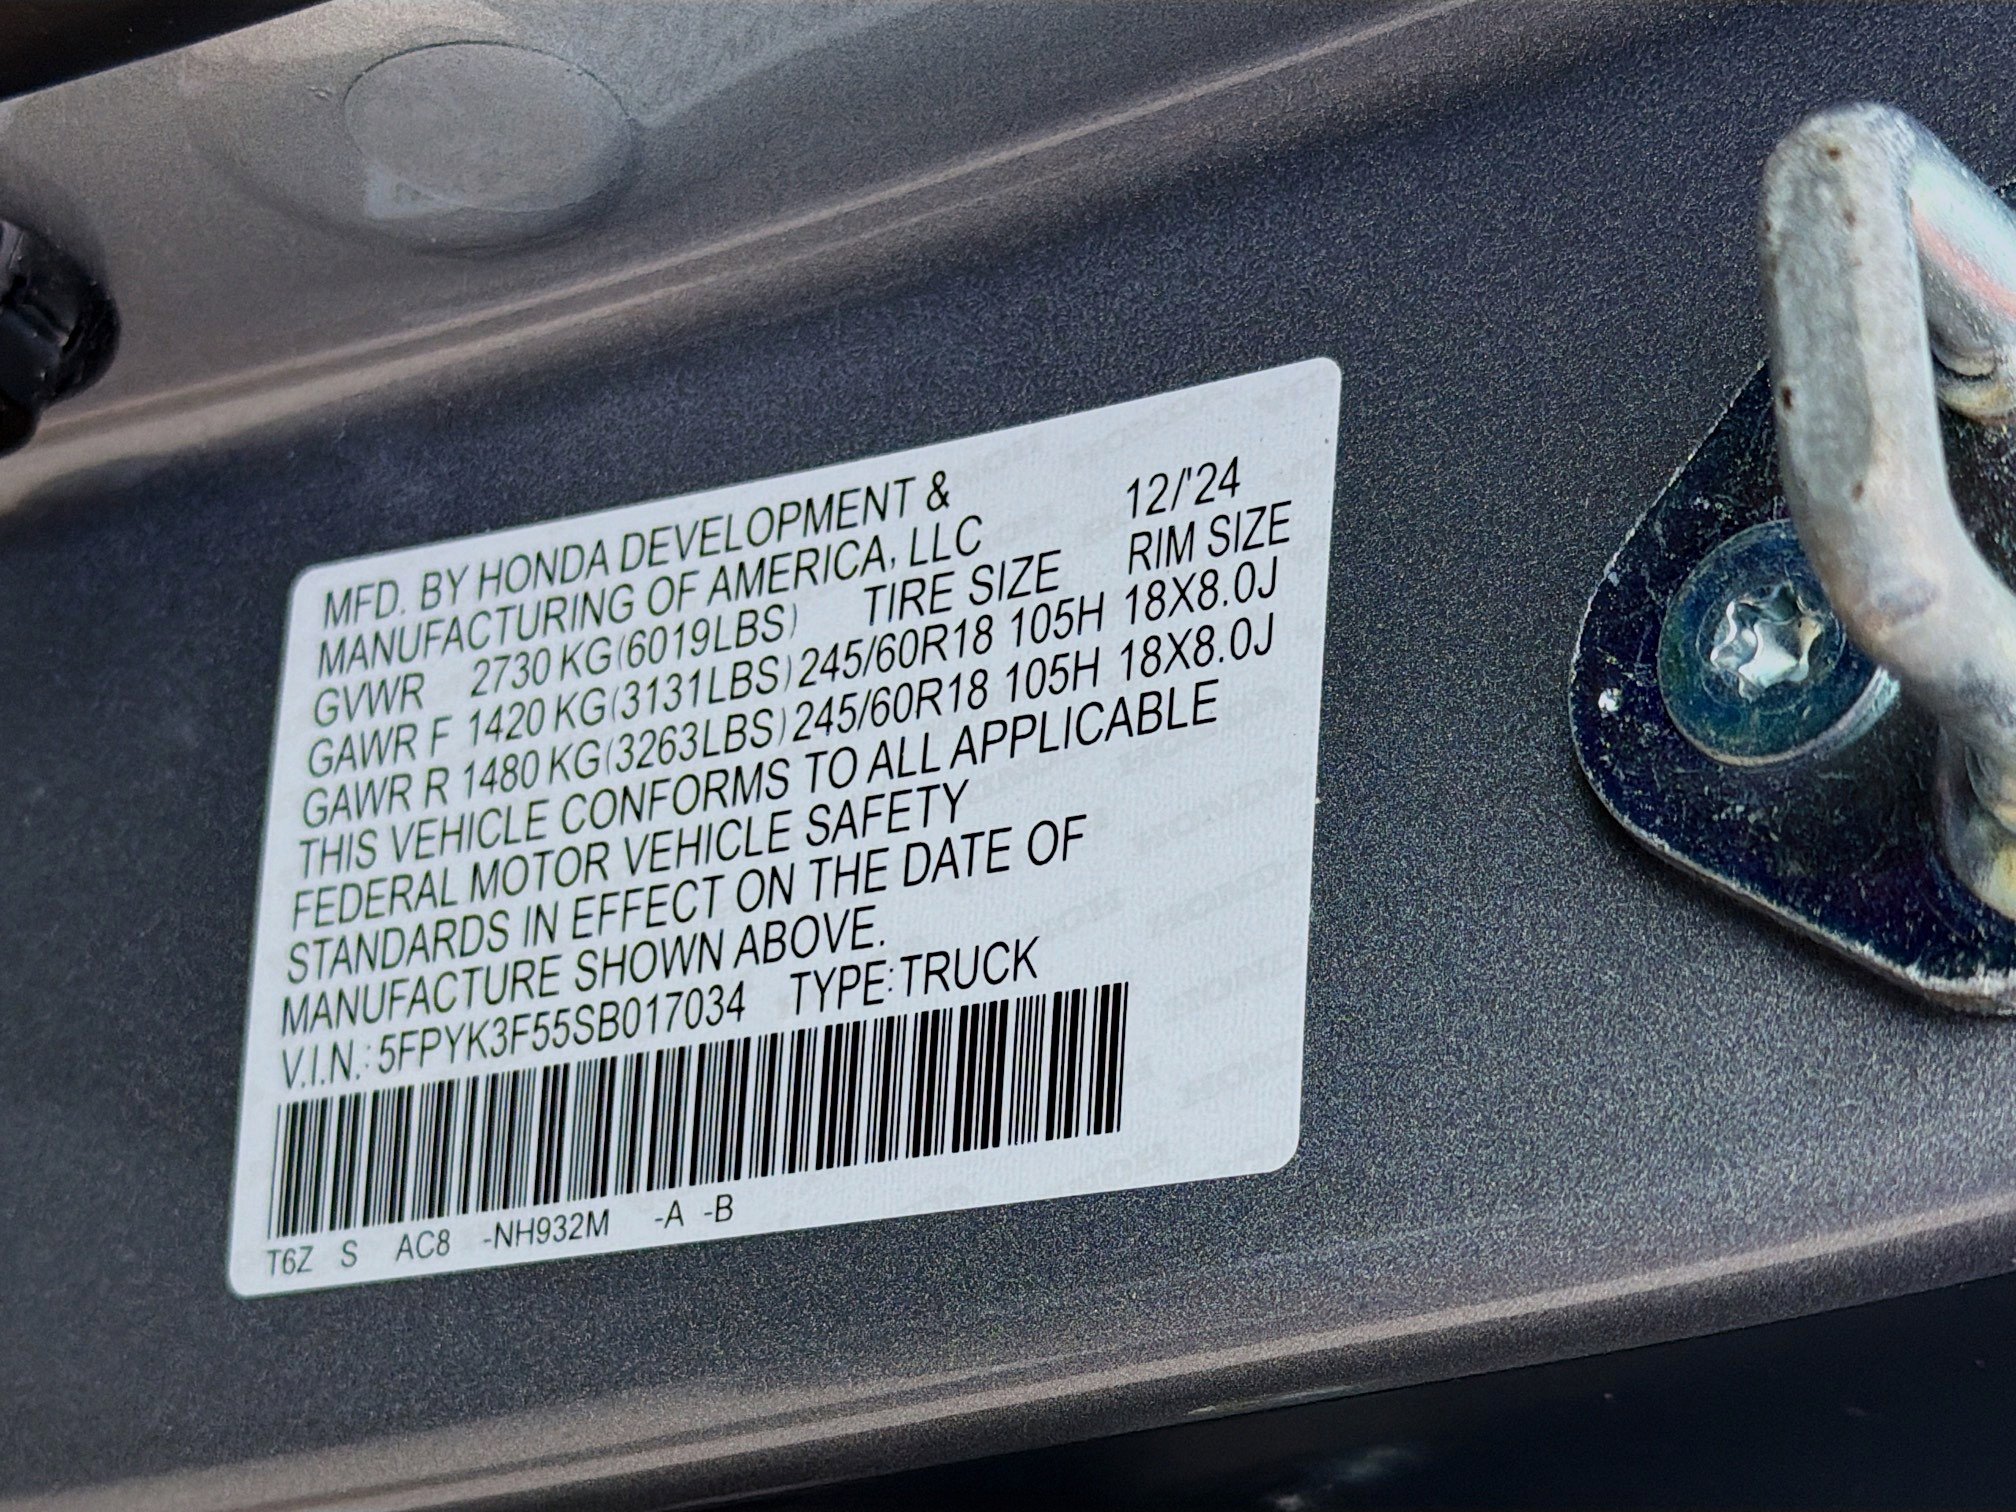 MFD. BY HONDA DEVELOPMENT &
MANUFACTURING OF AMERICA, LLC 12/'24
GVWR 2730 KG(6019LBS) TIRE SIZE RIM SIZE
GAWR F 1420 KG(3131LBS) 245/60R18 105H 18X8.0J
GAWR R 1480 KG(3263LBS) 245/60R18 105H 18X8.0J
THIS VEHICLE CONFORMS TO ALL APPLICABLE
FEDERAL MOTOR VEHICLE SAFETY
STANDARDS IN EFFECT ON THE DATE OF
MANUFACTURE SHOWN ABOVE.
V.I.N.: 5FPYK3F55SB017034 TYPE: TRUCK
T6Z S AC8 -NH932M -A -B